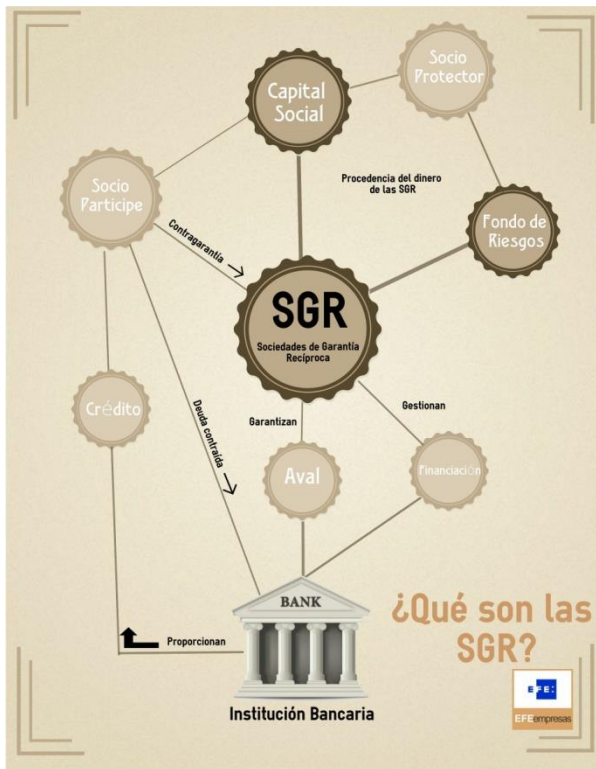 Socio
Protector
Capital
Social
Procedencia del dinero
de las SGR
Socio
Participe
Contragarantía
Fondo de
Riesgos
SGR
Sociedades de Garantía
Recíproca
Crédito
Deuda contraída
Garantizan
Gestionan
Aval
Financiación
BANK
¿Qué son las
SGR?
Proporcionan
Institución Bancaria
EFE:
EFEempresas